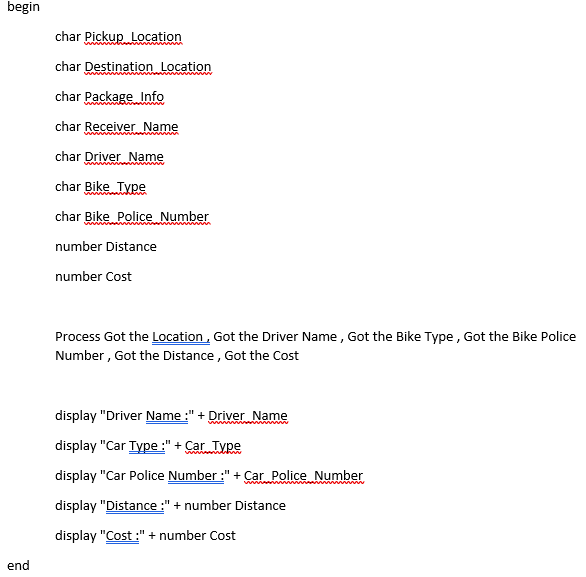 begin
char Pickup_Location
char Destination_Location
char Package_Info
char Receiver_Name
char Driver_Name
char Bike_Type
char Bike_Police_Number
number Distance
number Cost
Process Got the Location , Got the Driver Name , Got the Bike Type , Got the Bike Police
Number , Got the Distance , Got the Cost
display "Driver Name :" + Driver_Name
display "Car Type :" + Car_Type
display "Car Police Number :" + Car_Police_Number
display "Distance :" + number Distance
display "Cost :" + number Cost
end